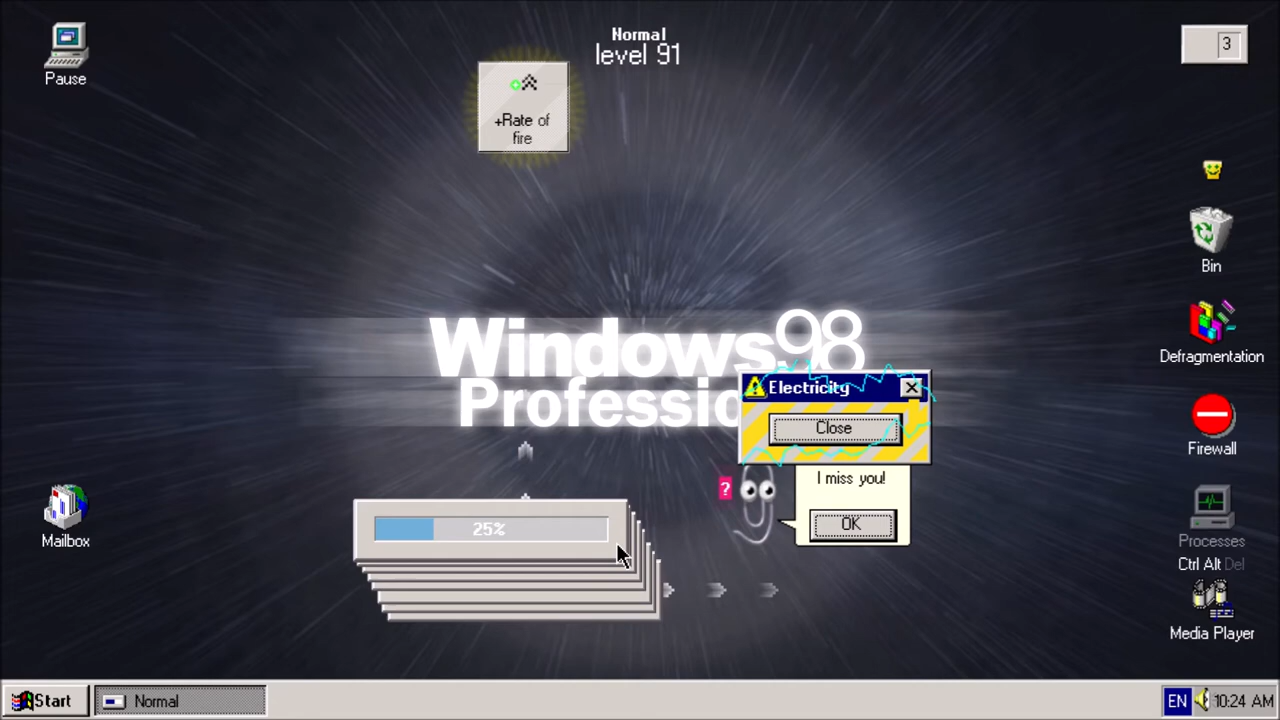 Normal
level 91
Pause
3
+Rate of
fire
Bin
Windows98
Professio
Defragmentation
Electricity
Close
Firewall
?
I miss you!
OK
25%
Mailbox
Processes
Ctrl Alt Del
Media Player
Start
Normal
EN
10:24 AM